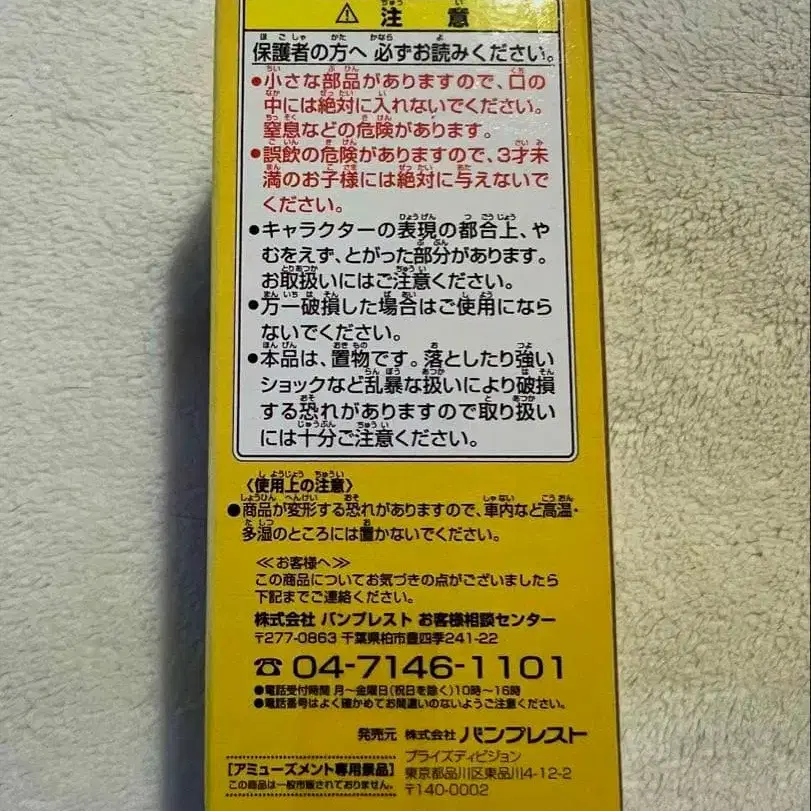 ⚠ 注意
保護者の方へ 必ずお読みください。
●小さな部品がありますので、口の
中には絶対に入れないでください。
窒息などの危険があります。
●誤飲の危険がありますので、3才未
満のお子様には絶対に与えないで
ください。
●キャラクターの表現の都合上、や
むをえず、とがった部分があります。
お取扱いにはご注意ください。
●万一破損した場合はご使用になら
ないでください。
●本品は、置物です。落としたり強い
ショックなど乱暴な扱いにより破損
する恐れがありますので取り扱い
には十分ご注意ください。
〈使用上の注意〉
●商品が変形する恐れがありますので、車内など高温・
多湿のところには置かないでください。
≪お客様へ≫
この商品についてお気づきの点がございましたら
下記までご連絡ください。
株式会社 バンプレスト お客様相談センター
〒277-0863 千葉県柏市豊四季241-22
☎ 04-7146-1101
●電話受付時間 月〜金曜日(祝日を除く)10時〜16時
●電話番号はよく確かめてお間違いのないようご注意ください。
発売元 株式会社 バンプレスト
プライズディビジョン
東京都品川区東品川4-12-2
〒140-0002
[アミューズメント専用景品]
この商品は一般市販されておりません。